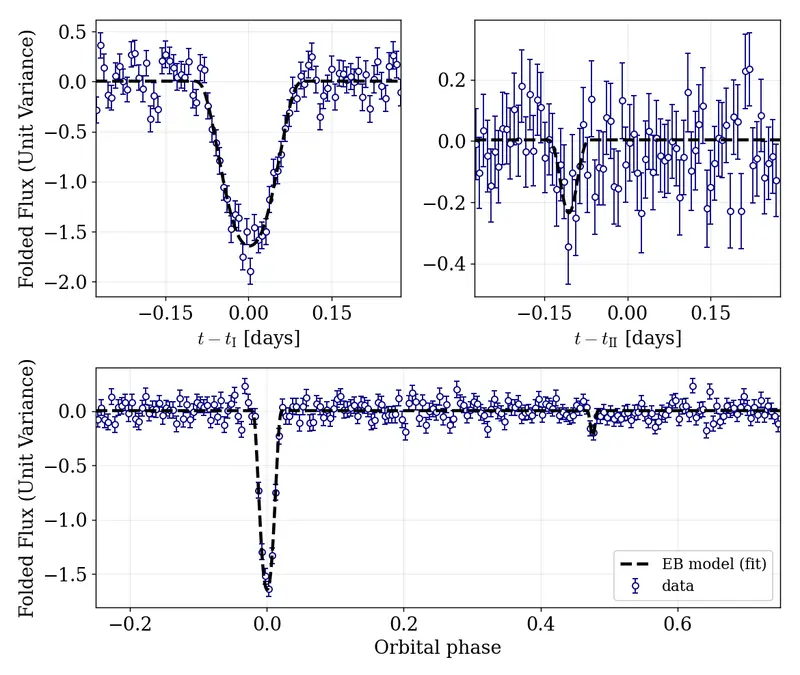 Folded Flux (Unit Variance)
0.5
0.0
−0.5
−1.0
−1.5
−2.0
−0.15 0.00 0.15
t − tI [days]
0.2
0.0
−0.2
−0.4
−0.15 0.00 0.15
t − tII [days]
Folded Flux (Unit Variance)
0.0
−0.5
−1.0
−1.5
EB model (fit)
data
−0.2 0.0 0.2 0.4 0.6
Orbital phase